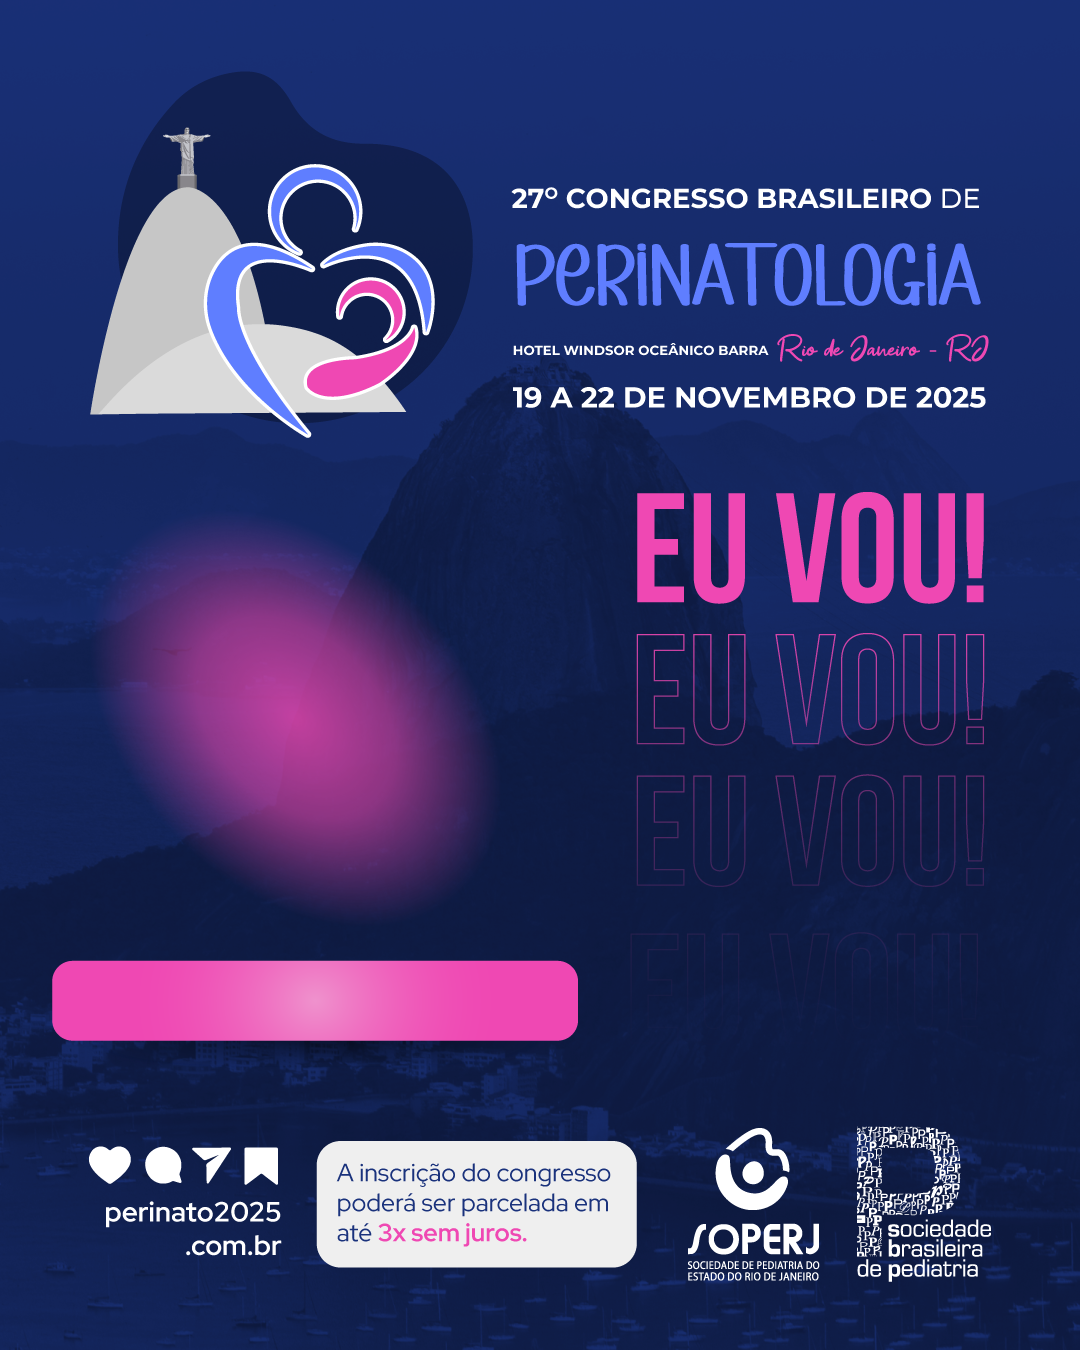 27º CONGRESSO BRASILEIRO DE
PERINATOLOGIA
HOTEL WINDSOR OCEÂNICO BARRA Rio de Janeiro - RJ
19 A 22 DE NOVEMBRO DE 2025
EU VOU!
EU VOU!
EU VOU!
EU VOU!
perinato2025
.com.br
A inscrição do congresso
poderá ser parcelada em
até 3x sem juros.
SOPERJ
SOCIEDADE DE PEDIATRIA DO
ESTADO DO RIO DE JANEIRO
sociedade
brasileira
de pediatria